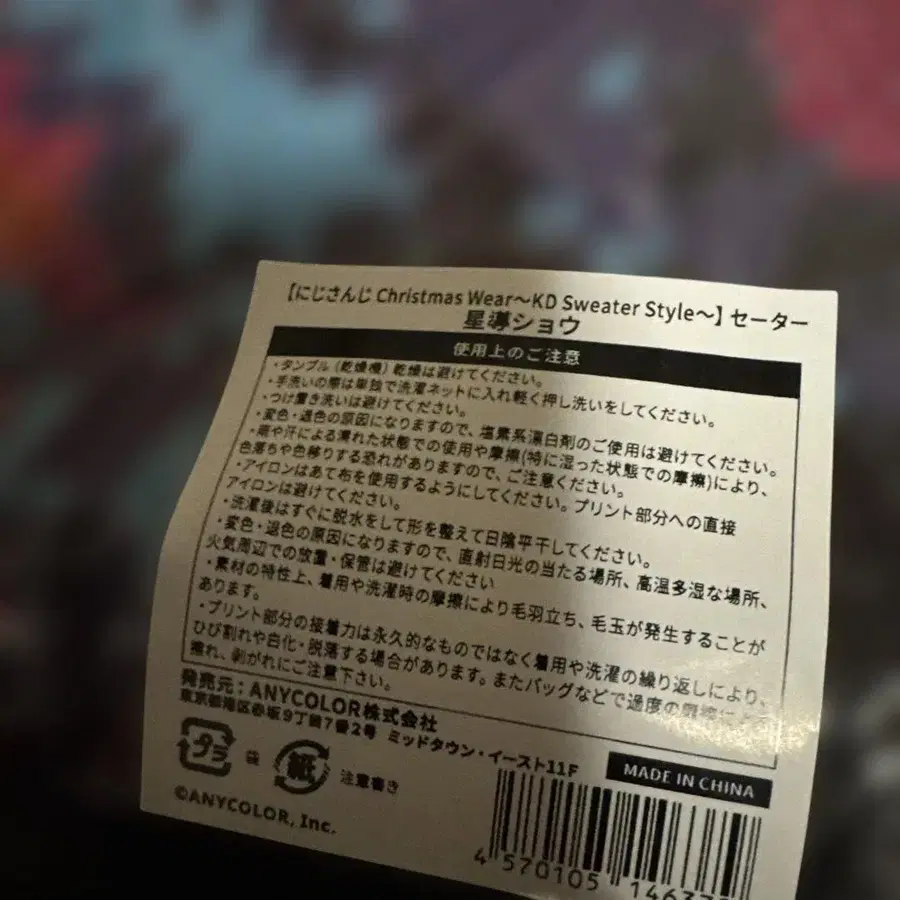 【にじさんじ Christmas Wear～KD Sweater Style～】セーター
星導ショウ
使用上のご注意
・タンブル（乾燥機）乾燥は避けてください。
・手洗いの際は単独で洗濯ネットに入れ軽く押し洗いをしてください。
・つけ置き洗いは避けてください。
・変色・退色の原因になりますので、塩素系漂白剤のご使用は避けてください。
・雨や汗による濡れた状態での使用や摩擦(特に湿った状態での摩擦)により、
色落ちや色移りする恐れがありますので、ご注意ください。
・アイロンはあて布を使用するようにしてください。プリント部分への直接
アイロンは避けてください。
・洗濯後はすぐに脱水をして形を整えて日陰平干してください。
・変色・退色の原因になりますので、直射日光の当たる場所、高温多湿な場所、
火気周辺での放置・保管は避けてください
・素材の特性上、着用や洗濯時の摩擦により毛羽立ち、毛玉が発生することが
あります。
・プリント部分の接着力は永久的なものではなく着用や洗濯の繰り返しにより、
ひび割れや白化・脱落する場合があります。またバッグなどで過度の摩擦による
擦れ、剥がれにご注意下さい。
発売元：ANYCOLOR株式会社
東京都港区赤坂9丁目7番2号 ミッドタウン・イースト11F
プラ 袋 紙 注意書き
MADE IN CHINA
©ANYCOLOR, Inc.
4 570105 14637